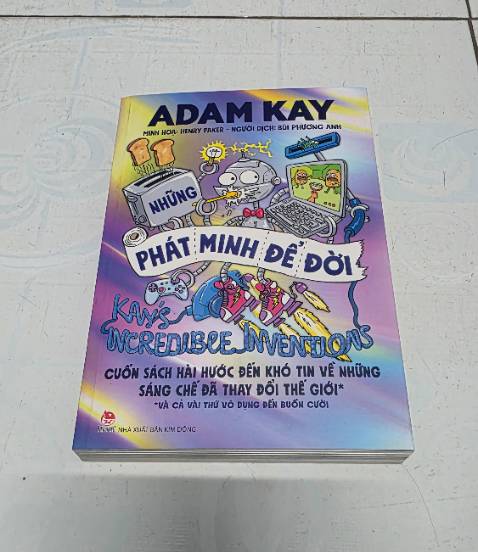 ADAM KAY
MINH HỌA: HENRY PAKER - NGƯỜI DỊCH: BÙI PHƯƠNG ANH
NHỮNG
PHÁT MINH ĐỂ ĐỜI
KAY'S
INCREDIBLE INVENTIONS
CUỐN SÁCH HÀI HƯỚC ĐẾN KHÓ TIN VỀ NHỮNG
SÁNG CHẾ ĐÃ THAY ĐỔI THẾ GIỚI*
*VÀ CẢ VÀI THỨ VÔ DỤNG ĐẾN BUỒN CƯỜI
NHÀ XUẤT BẢN KIM ĐỒNG